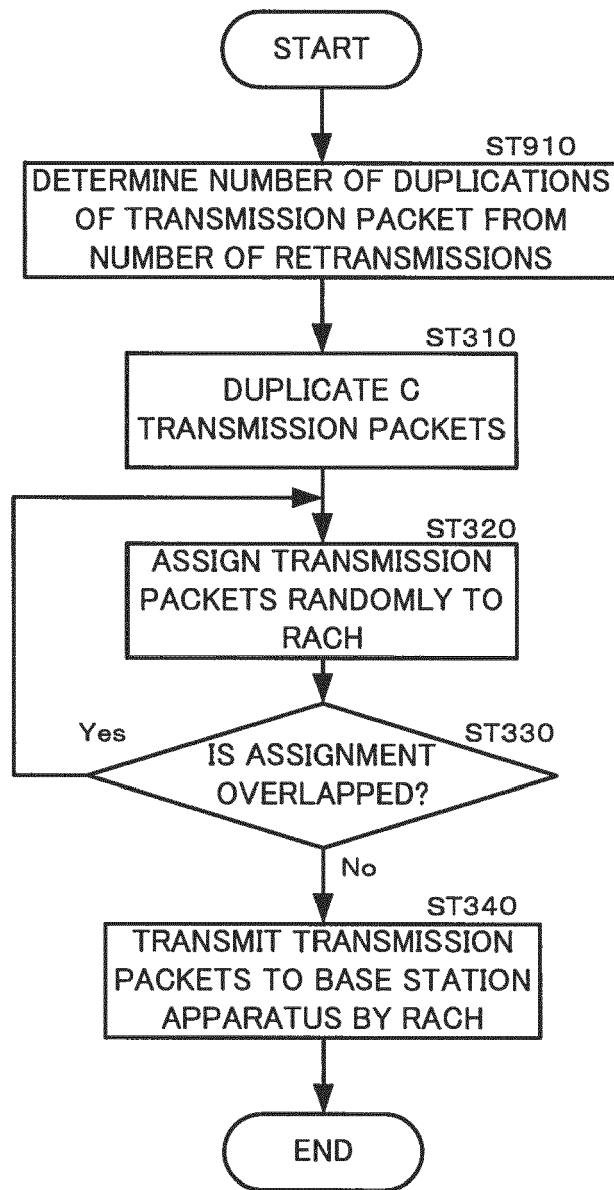 START
ST910
DETERMINE NUMBER OF DUPLICATIONS
OF TRANSMISSION PACKET FROM
NUMBER OF RETRANSMISSIONS
ST310
DUPLICATE C
TRANSMISSION PACKETS
ST320
ASSIGN TRANSMISSION
PACKETS RANDOMLY TO
RACH
Yes
ST330
IS ASSIGNMENT
OVERLAPPED?
No
ST340
TRANSMIT TRANSMISSION
PACKETS TO BASE STATION
APPARATUS BY RACH
END